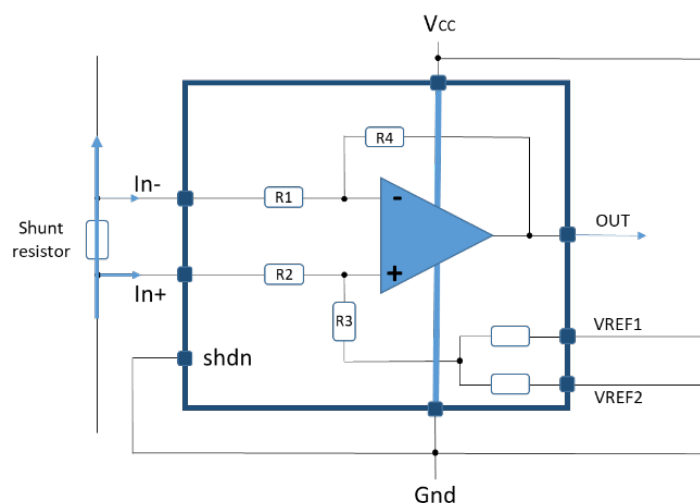 Vcc
R4
In-
R1
-
Shunt
resistor
OUT
In+
R2
+
R3
VREF1
shdn
VREF2
Gnd